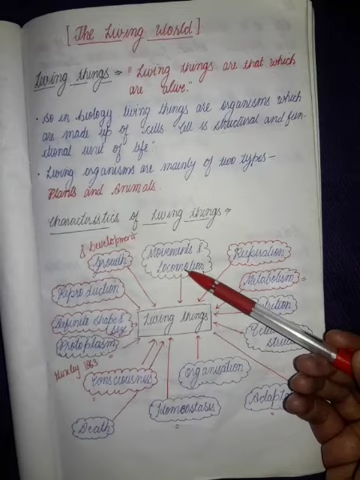 [ The Living World ]
Living things ⇒ "Living things are that which
are alive."
• So in biology living things are organisms which
are made up of "cells "Cell is structural and fun-
ctional unit of life"
• Living organisms are mainly of two types –
Plants and Animals.
Characteristics of Living things ⇒
& Development
Growth
Movements &
Locomotion
Respiration
Metabolism
Reproduction
Definite shape &
size
Protoplasm
Living things
Huxley 1868
Consciousness
Organisation
Homeostasis
Death